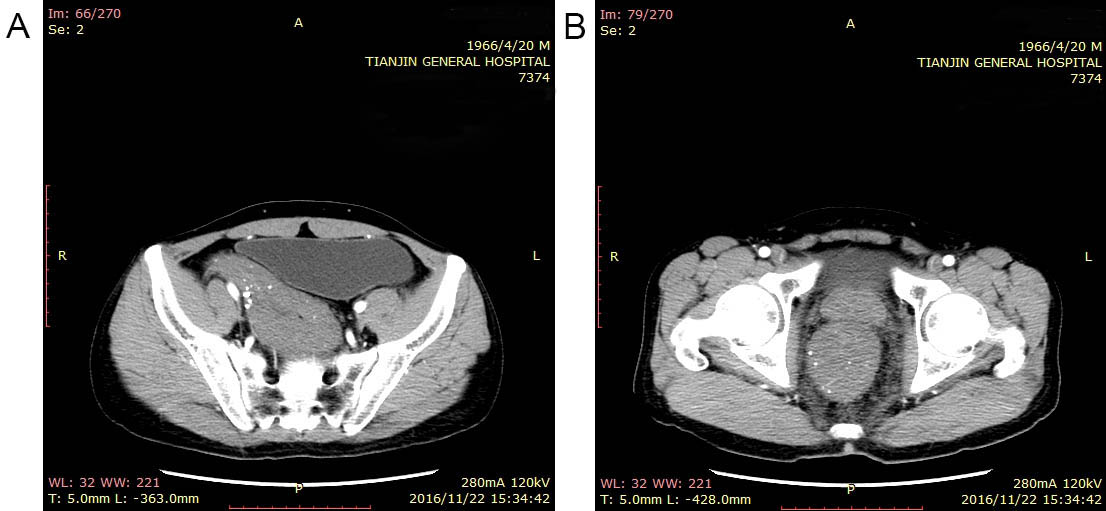 A
Im: 66/270
Se: 2
A
1966/4/20 M
TIANJIN GENERAL HOSPITAL
7374
R
L
WL: 32 WW: 221
T: 5.0mm L: -363.0mm
P
280mA 120kV
2016/11/22 15:34:42
B
Im: 79/270
Se: 2
A
1966/4/20 M
TIANJIN GENERAL HOSPITAL
7374
R
L
WL: 32 WW: 221
T: 5.0mm L: -428.0mm
P
280mA 120kV
2016/11/22 15:34:42